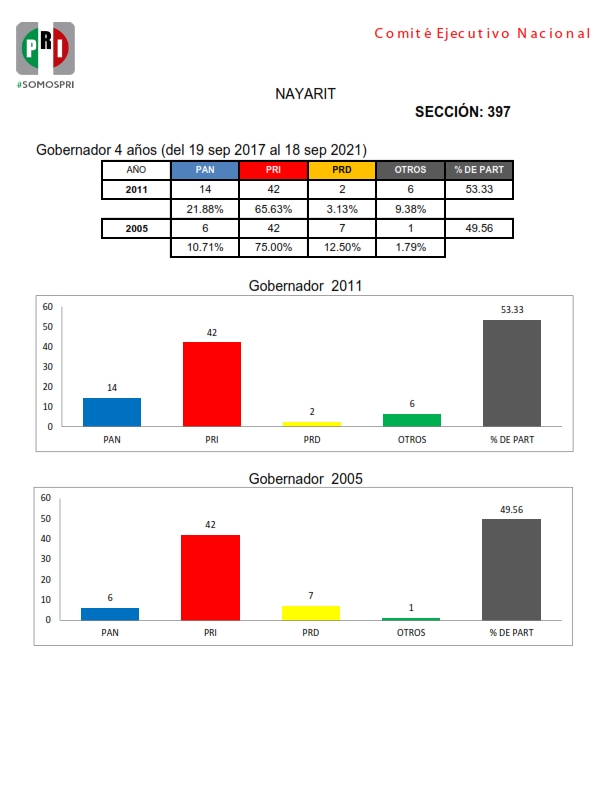 PRI
#SOMOSPRI
Comité Ejecutivo Nacional
NAYARIT
SECCIÓN: 397
Gobernador 4 años (del 19 sep 2017 al 18 sep 2021)
AÑO PAN PRI PRD OTROS % DE PART
2011 14 42 2 6 53.33
21.88% 65.63% 3.13% 9.38%
2005 6 42 7 1 49.56
10.71% 75.00% 12.50% 1.79%
Gobernador 2011
60
50
40
30
20
10
0
14
42
2
6
53.33
PAN PRI PRD OTROS % DE PART
Gobernador 2005
60
50
40
30
20
10
0
6
42
7
1
49.56
PAN PRI PRD OTROS % DE PART